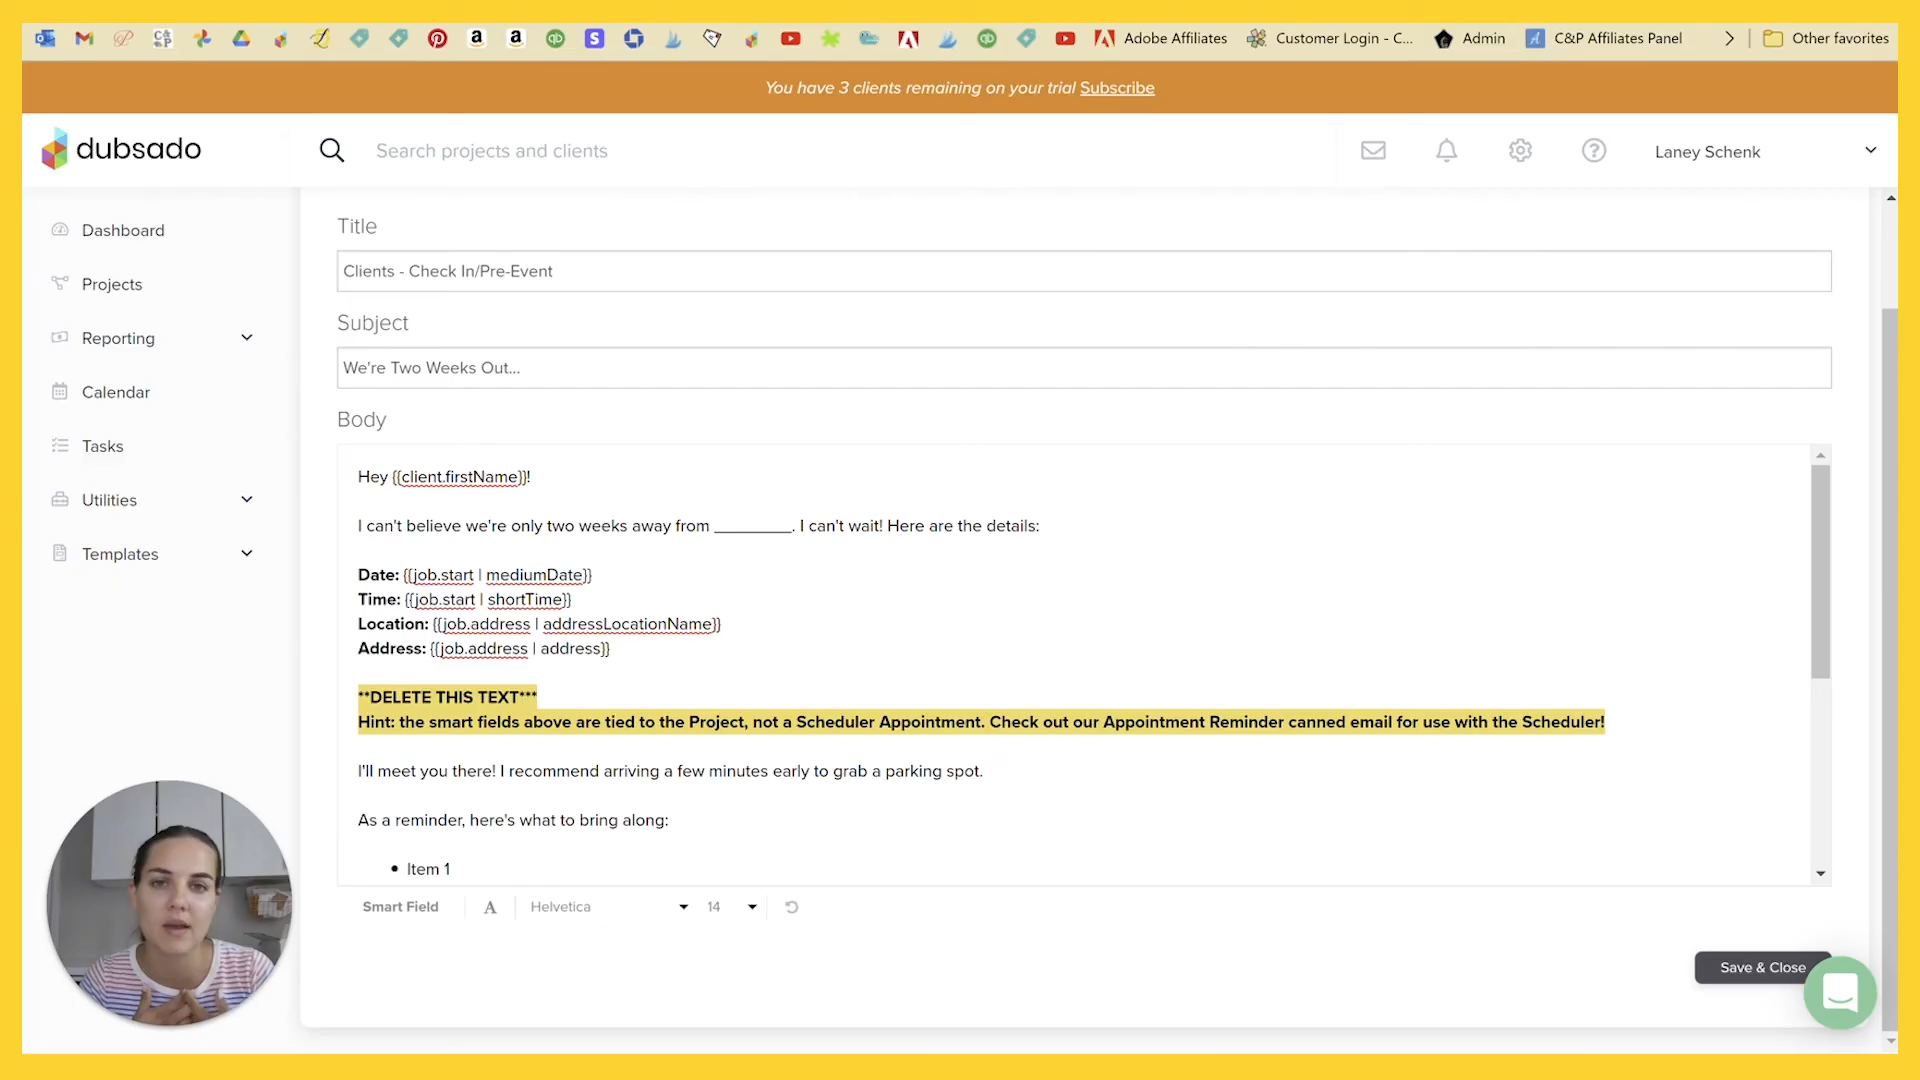 Adobe Affiliates
Customer Login - C...
Admin
C&P Affiliates Panel
Other favorites
You have 3 clients remaining on your trial Subscribe
dubsado
Search projects and clients
Laney Schenk
Dashboard
Projects
Reporting
Calendar
Tasks
Utilities
Templates
Title
Clients - Check In/Pre-Event
Subject
We're Two Weeks Out...
Body
Hey {{client.firstName}}!
I can't believe we're only two weeks away from _________. I can't wait! Here are the details:
Date: {{job.start | mediumDate}}
Time: {{job.start | shortTime}}
Location: {{job.address | addressLocationName}}
Address: {{job.address | address}}
**DELETE THIS TEXT***
Hint: the smart fields above are tied to the Project, not a Scheduler Appointment. Check out our Appointment Reminder canned email for use with the Scheduler!
I'll meet you there! I recommend arriving a few minutes early to grab a parking spot.
As a reminder, here's what to bring along:
• Item 1
Smart Field A Helvetica 14
Save & Close